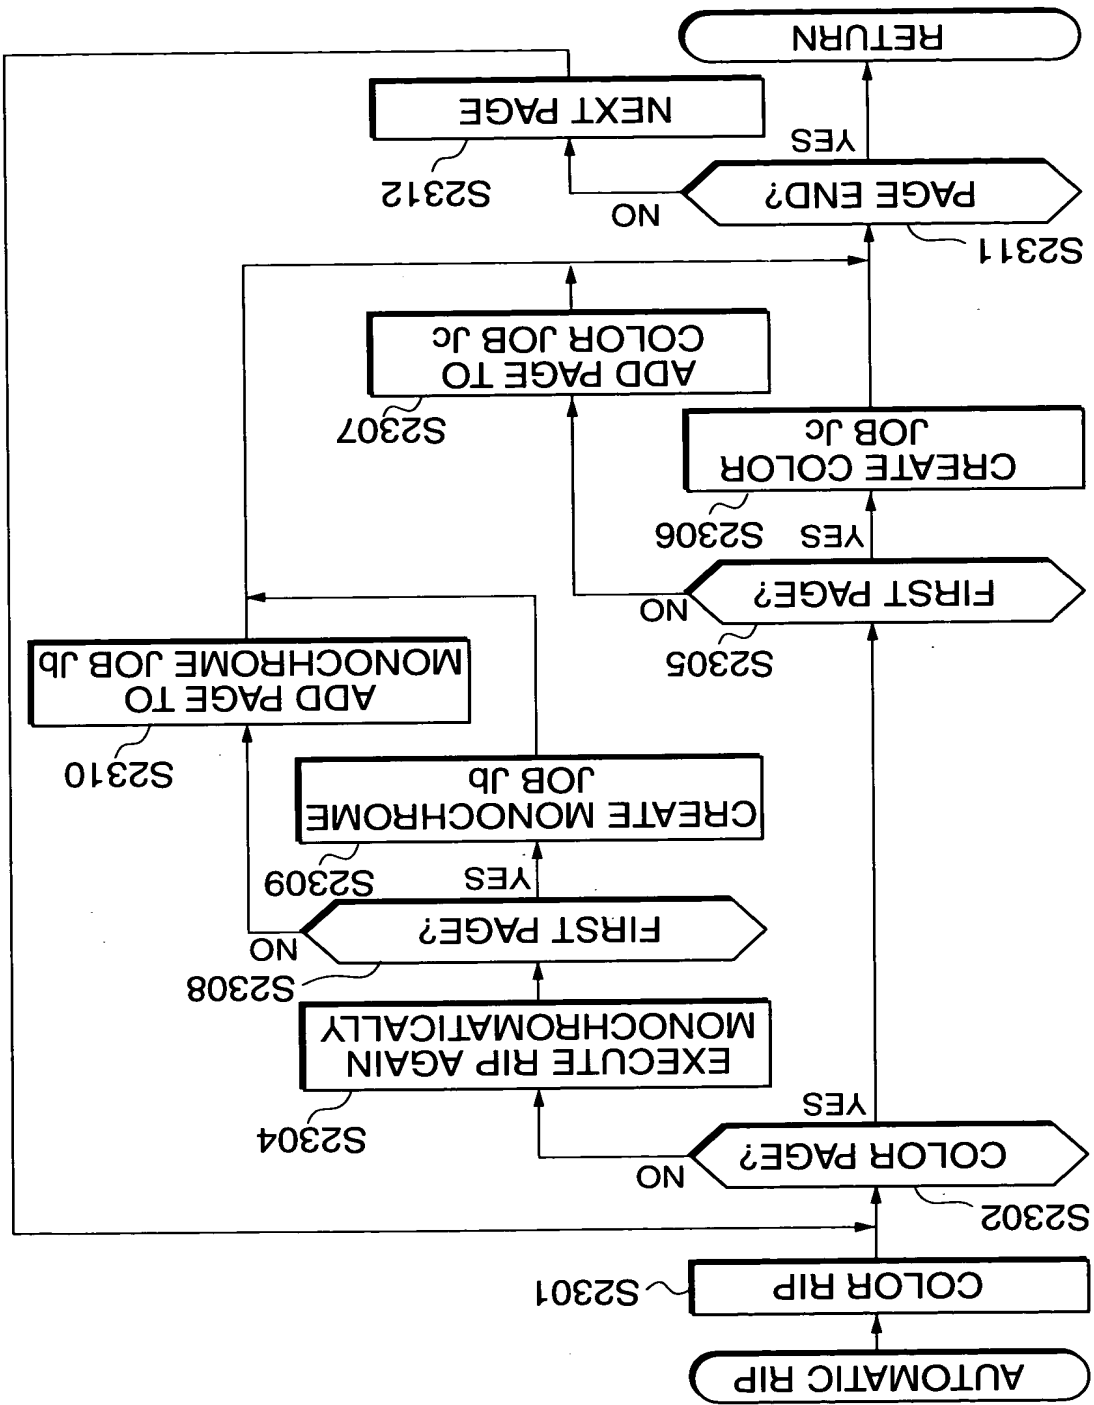 AUTOMATIC RIP
COLOR RIP
S2301
S2302
COLOR PAGE?
NO
YES
S2304
EXECUTE RIP AGAIN
MONOCHROMATICALLY
S2308
FIRST PAGE?
NO
YES
S2309
CREATE MONOCHROME
JOB Jb
S2310
ADD PAGE TO
MONOCHROME JOB Jb
S2305
FIRST PAGE?
NO
YES
S2306
CREATE COLOR
JOB Jc
S2307
ADD PAGE TO
COLOR JOB Jc
S2311
PAGE END?
NO
YES
S2312
NEXT PAGE
RETURN